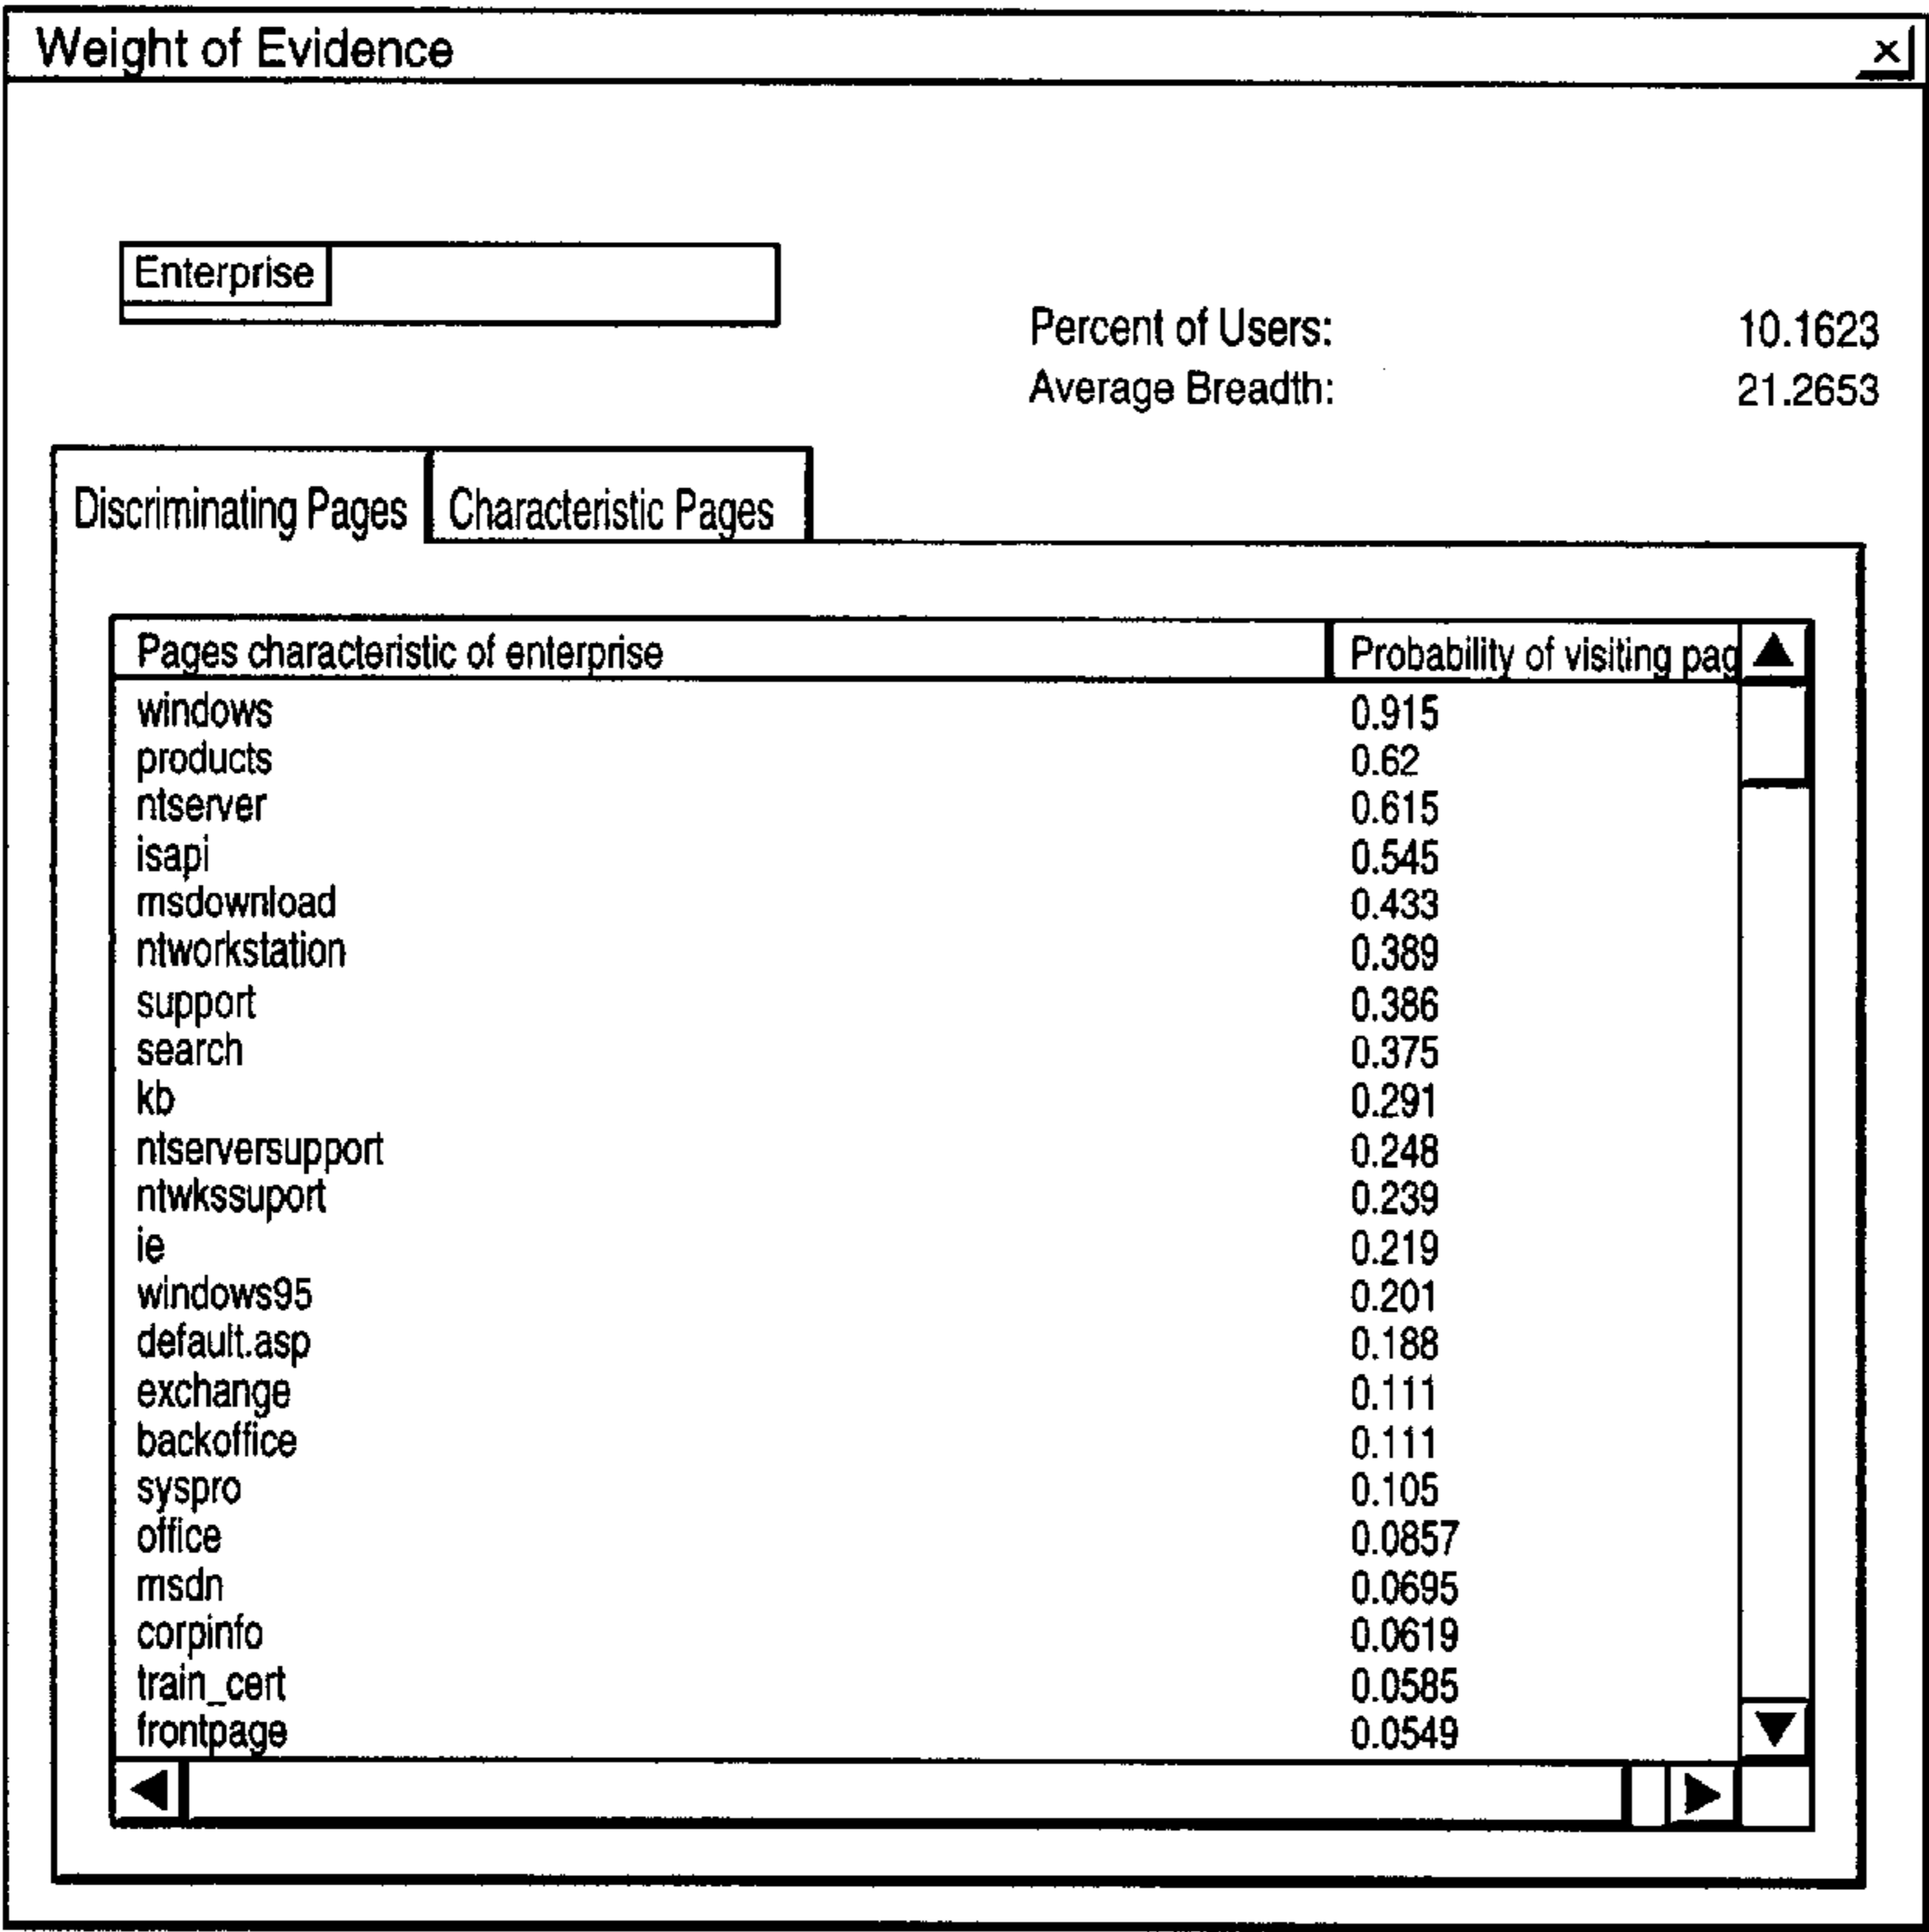 Weight of Evidence x
Enterprise
Percent of Users: 10.1623
Average Breadth: 21.2653
Discriminating Pages Characteristic Pages
Pages characteristic of enterprise Probability of visiting pag
windows 0.915
products 0.62
ntserver 0.615
isapi 0.545
msdownload 0.433
ntworkstation 0.389
support 0.386
search 0.375
kb 0.291
ntserversupport 0.248
ntwkssuport 0.239
ie 0.219
windows95 0.201
default.asp 0.188
exchange 0.111
backoffice 0.111
syspro 0.105
office 0.0857
msdn 0.0695
corpinfo 0.0619
train_cert 0.0585
frontpage 0.0549